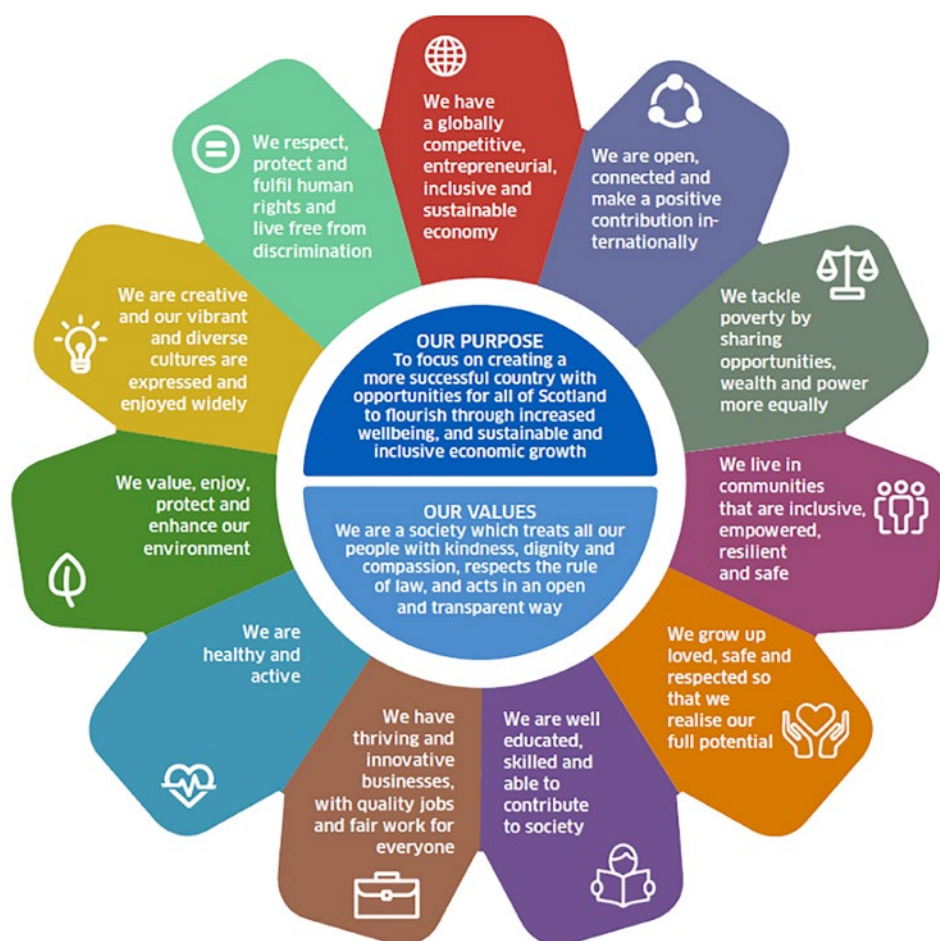 We have
a globally
competitive,
entrepreneurial,
inclusive and
sustainable
economy
We are open,
connected and
make a positive
contribution in-
ternationally
We tackle
poverty by
sharing
opportunities,
wealth and power
more equally
We live in
communities
that are inclusive,
empowered,
resilient
and safe
We grow up
loved, safe and
respected so
that we
realise our
full potential
We are well
educated,
skilled and
able to
contribute
to society
We have
thriving and
innovative
businesses,
with quality jobs
and fair work for
everyone
We are
healthy and
active
We value, enjoy,
protect and
enhance our
environment
We are creative
and our vibrant
and diverse
cultures are
expressed and
enjoyed widely
We respect,
protect and
fulfil human
rights and
live free from
discrimination
OUR PURPOSE
To focus on creating a
more successful country with
opportunities for all of Scotland
to flourish through increased
wellbeing, and sustainable and
inclusive economic growth
OUR VALUES
We are a society which treats all our
people with kindness, dignity and
compassion, respects the rule
of law, and acts in an open
and transparent way